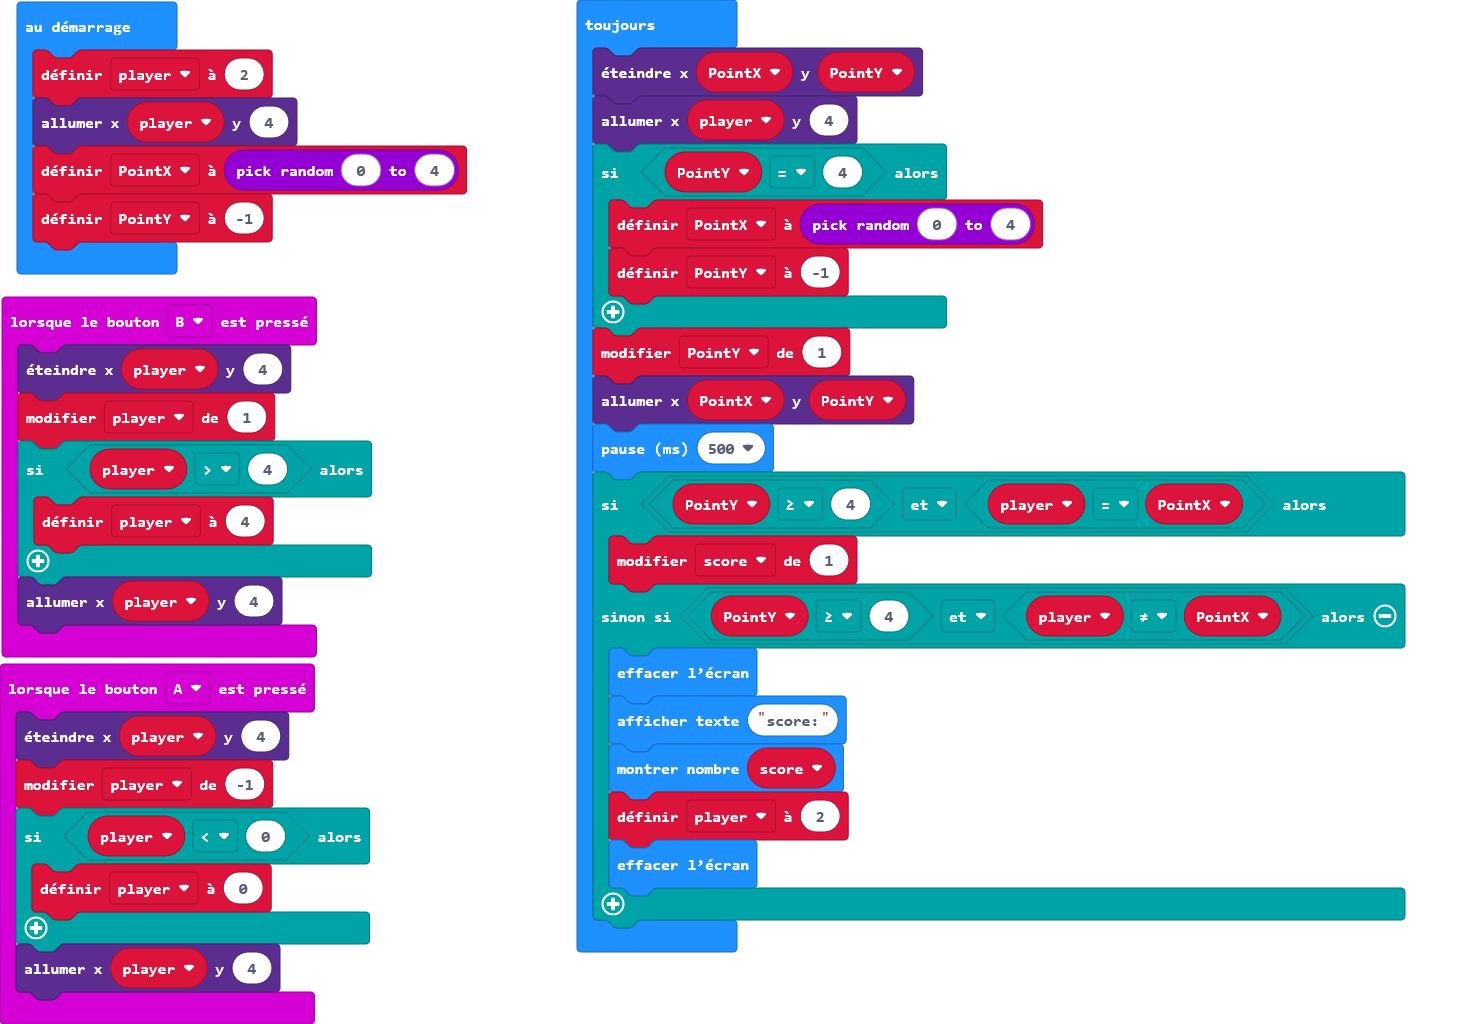 au démarrage
définir player à 2
allumer x player y 4
définir PointX à pick random 0 to 4
définir PointY à -1
lorsque le bouton B est pressé
éteindre x player y 4
modifier player de 1
si player > 4 alors
définir player à 4
allumer x player y 4
lorsque le bouton A est pressé
éteindre x player y 4
modifier player de -1
si player < 0 alors
définir player à 0
allumer x player y 4
toujours
éteindre x PointX y PointY
allumer x player y 4
si PointY = 4 alors
définir PointX à pick random 0 to 4
définir PointY à -1
modifier PointY de 1
allumer x PointX y PointY
pause (ms) 500
si PointY ≥ 4 et player = PointX alors
modifier score de 1
sinon si PointY ≥ 4 et player ≠ PointX alors
effacer l’écran
afficher texte "score:"
montrer nombre score
définir player à 2
effacer l’écran